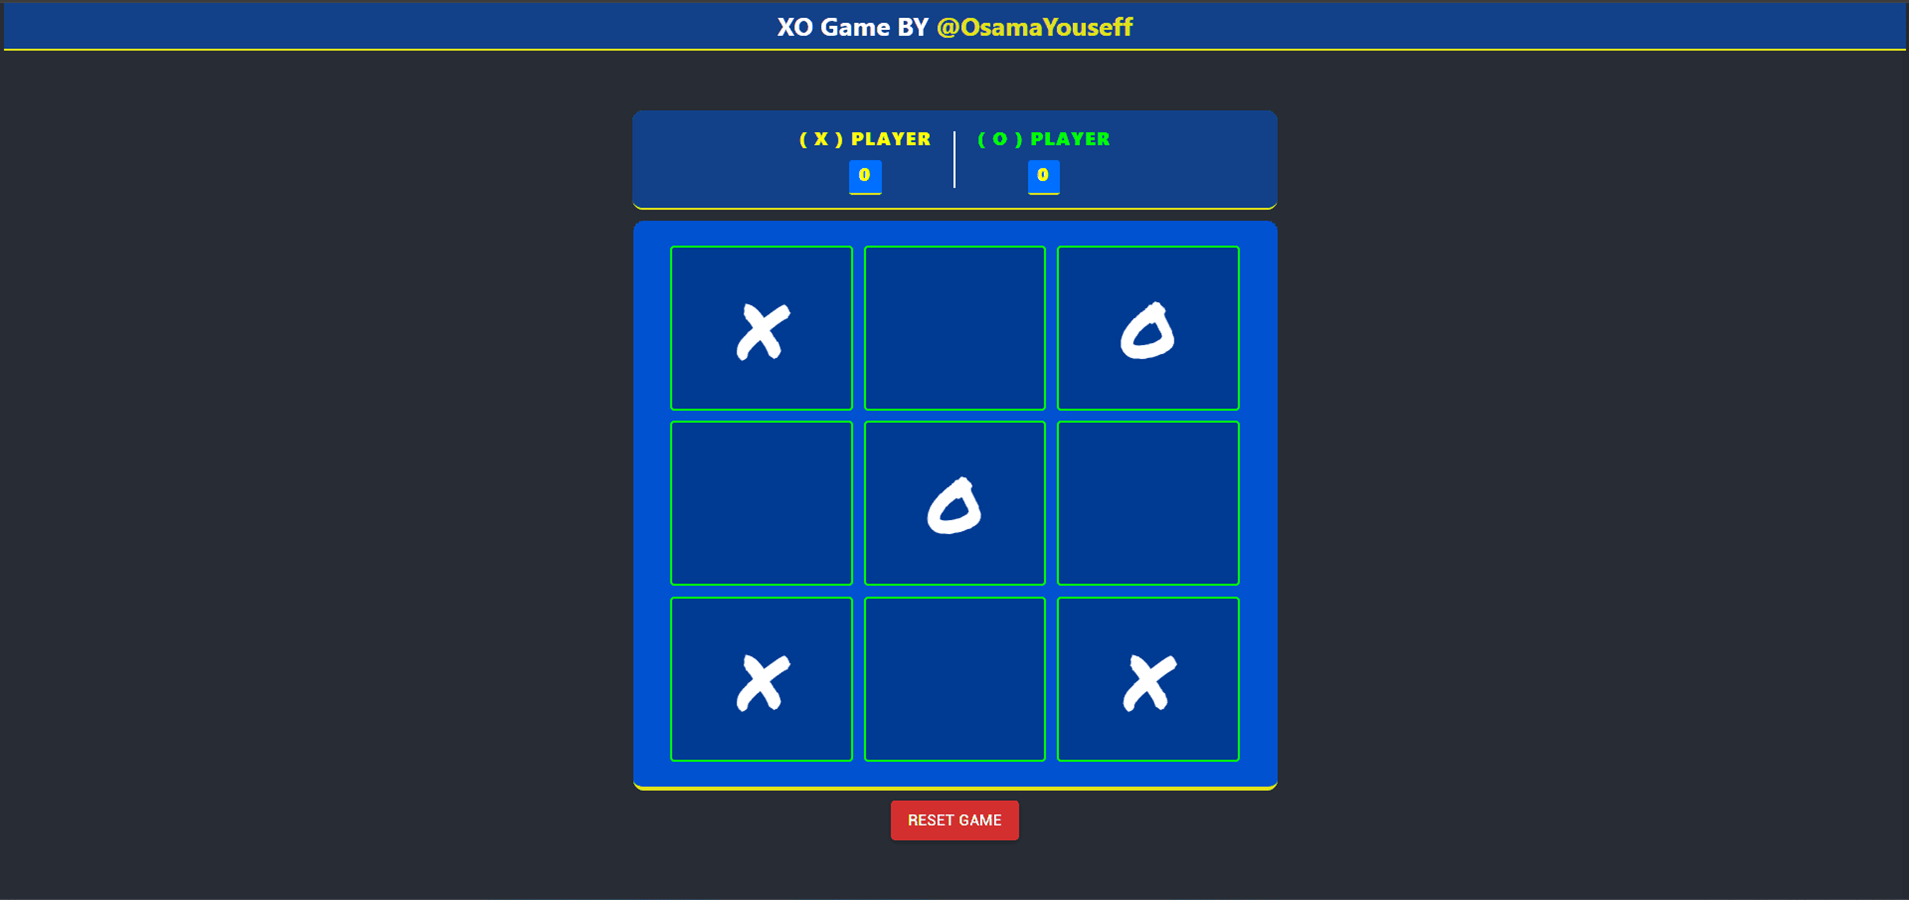 XO Game BY @OsamaYouseff
( X ) PLAYER
( O ) PLAYER
0
0
X O
O
X X
RESET GAME